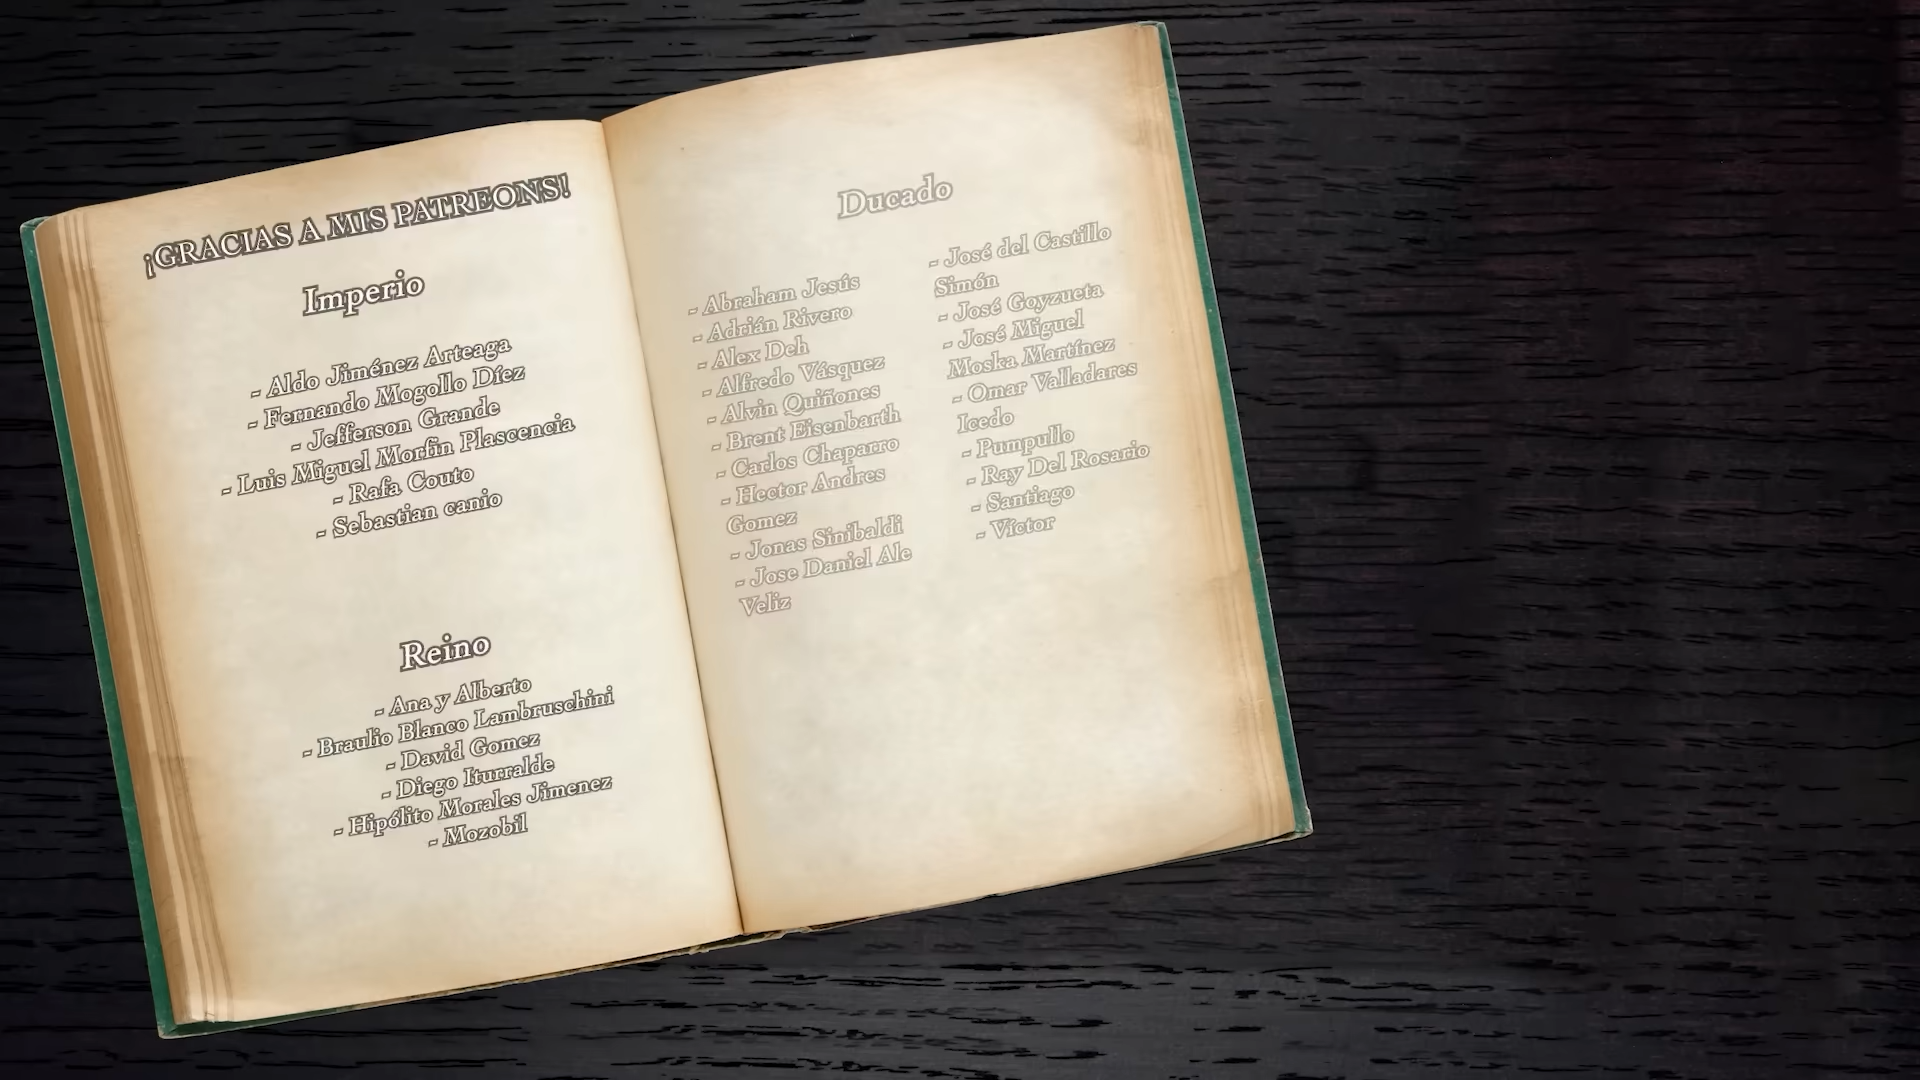 ¡GRACIAS A MIS PATREONS!
Imperio
- Aldo Jiménez Arteaga
- Fernando Mogollo Díez
- Jefferson Grande
- Luis Miguel Morfin Plascencia
- Rafa Couto
- Sebastian canio
Reino
- Ana y Alberto
- Braulio Blanco Lambruschini
- David Gomez
- Diego Iturralde
- Hipólito Morales Jimenez
- Mozobil
Ducado
- Abraham Jesús
- Adrián Rivero
- Alex Deh
- Alfredo Vásquez
- Alvin Quiñones
- Brent Eisenbarth
- Carlos Chaparro
- Hector Andres
Gomez
- Jonas Sinibaldi
- Jose Daniel Ale
Veliz
- José del Castillo
Simón
- José Goyzueta
- José Miguel
Moska Martínez
- Omar Valladares
Icedo
- Pumpullo
- Ray Del Rosario
- Santiago
- Víctor